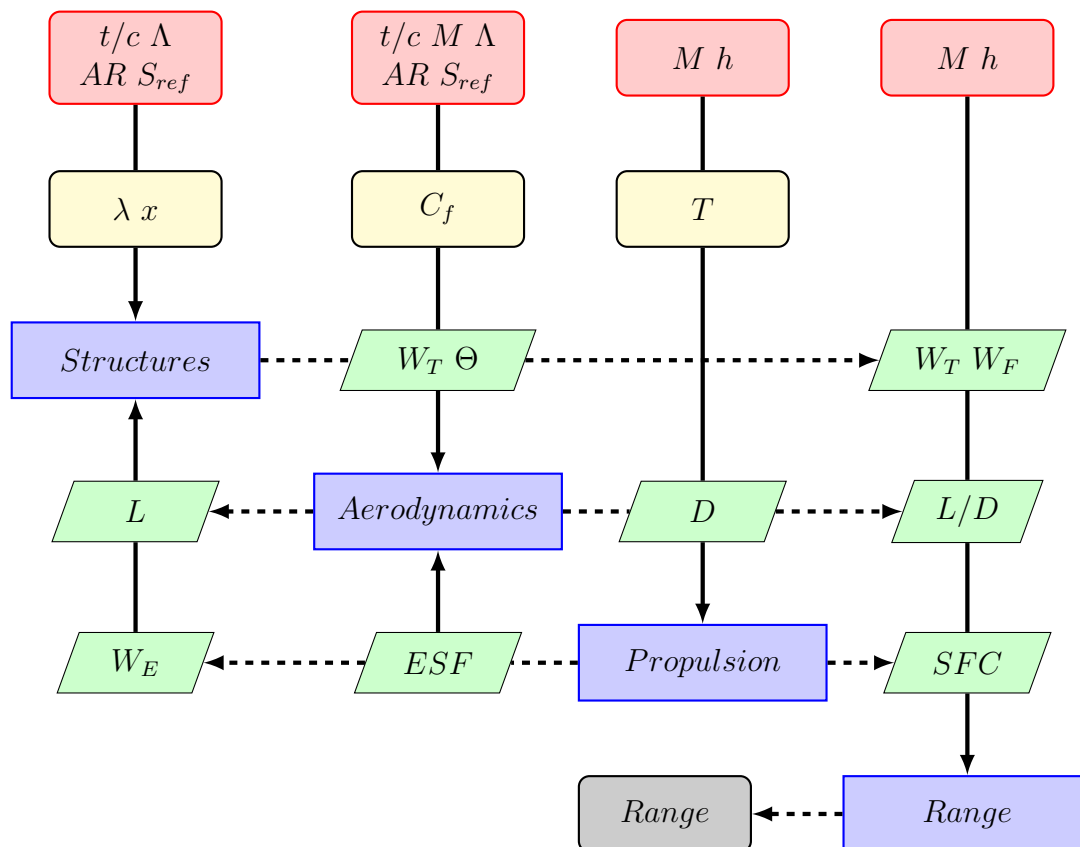 t/c Λ
AR S_ref
t/c M Λ
AR S_ref
M h
M h
λ x
C_f
T
Structures
W_T Θ
W_T W_F
L
Aerodynamics
D
L/D
W_E
ESF
Propulsion
SFC
Range
Range